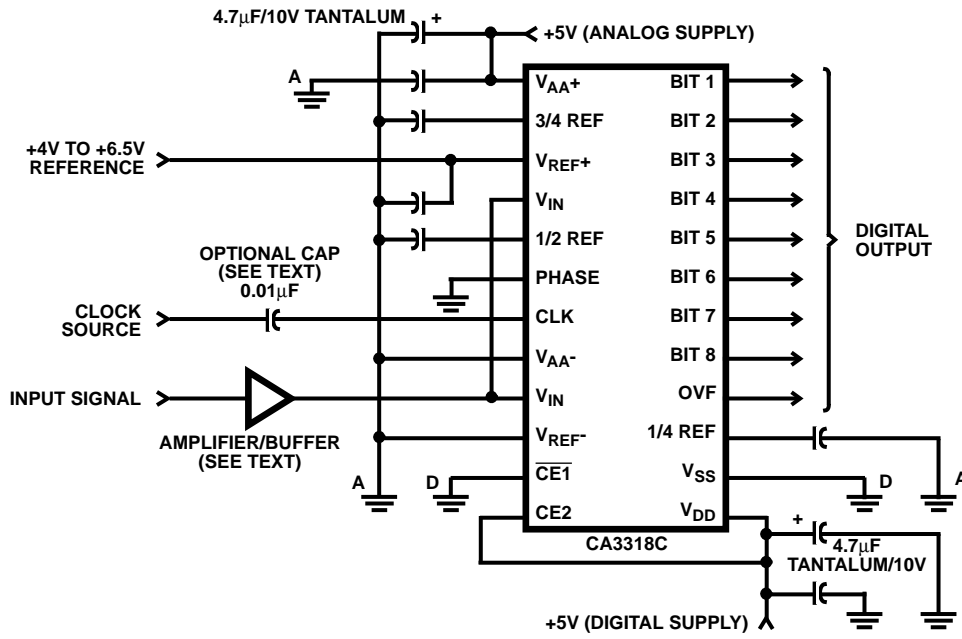 4.7μF/10V TANTALUM
+
+5V (ANALOG SUPPLY)
A
VAA+
BIT 1
3/4 REF
BIT 2
+4V TO +6.5V
REFERENCE
VREF+
BIT 3
VIN
BIT 4
1/2 REF
BIT 5
DIGITAL
OUTPUT
OPTIONAL CAP
(SEE TEXT)
0.01μF
PHASE
BIT 6
CLOCK
SOURCE
CLK
BIT 7
VAA-
BIT 8
INPUT SIGNAL
VIN
OVF
AMPLIFIER/BUFFER
(SEE TEXT)
VREF-
1/4 REF
A
D
CE1
VSS
D
A
CE2
VDD
CA3318C
+
4.7μF
TANTALUM/10V
+5V (DIGITAL SUPPLY)